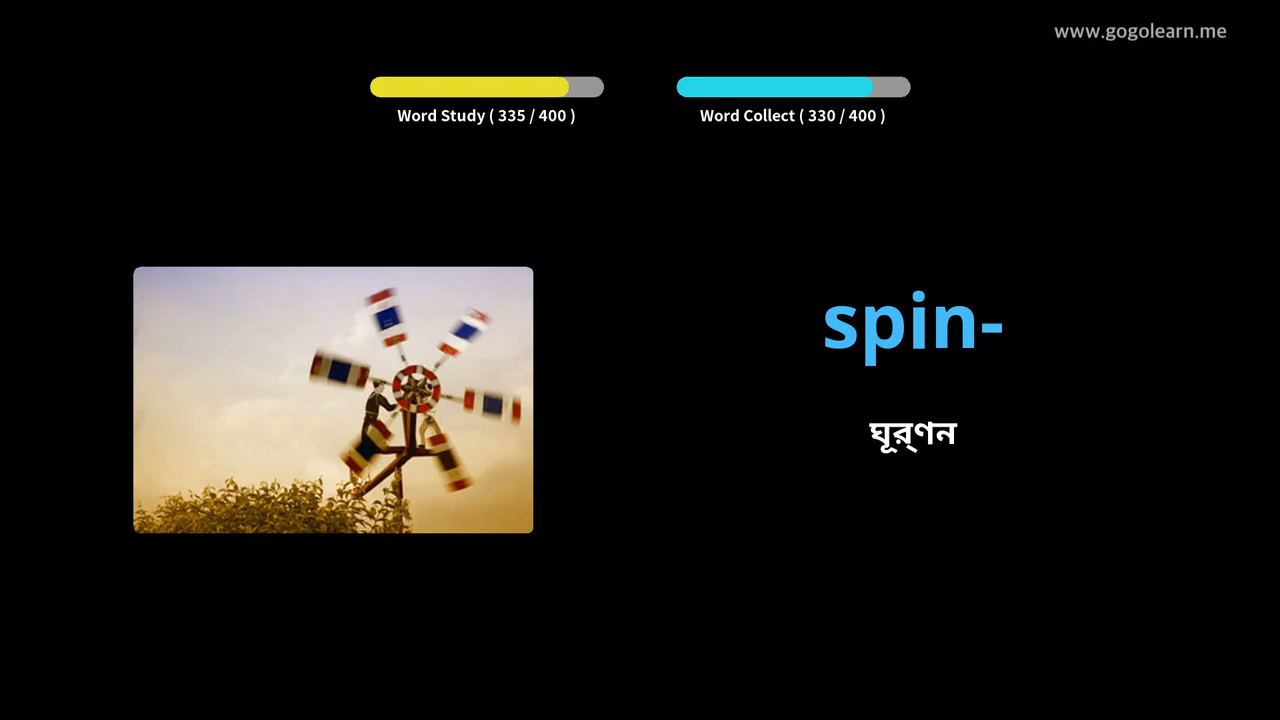 www.gogolearn.me
Word Study ( 335 / 400 )
Word Collect ( 330 / 400 )
spin-
ঘূর্ণন